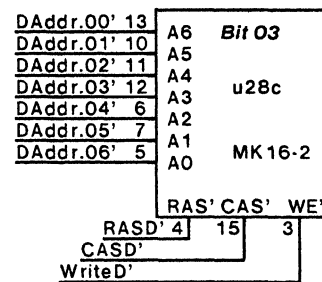 DAddr.00' 13 A6 Bit 03
DAddr.01' 10 A5
DAddr.02' 11 A4 u28c
DAddr.03' 12 A3
DAddr.04' 6 A2
DAddr.05' 7 A1 MK16-2
DAddr.06' 5 A0
RAS' CAS' WE'
RASD' 4 15 3
CASD'
WriteD'